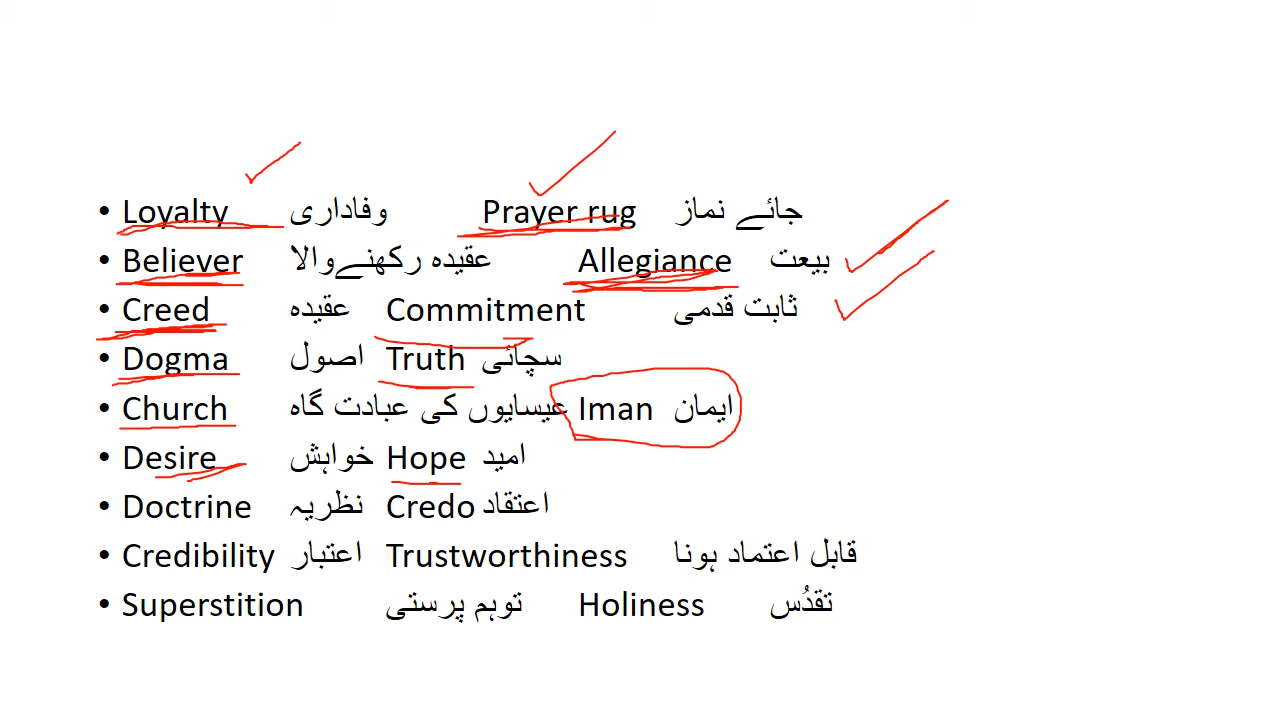 • Loyalty وفاداری Prayer rug جائے نماز
• Believer عقیدہ رکھنےوالا Allegiance بیعت
• Creed عقیدہ Commitment ثابت قدمی
• Dogma اصول Truth سچائی
• Church عیسایوں کی عبادت گاہ Iman ایمان
• Desire خواہش Hope امید
• Doctrine نظریہ Credo اعتقاد
• Credibility اعتبار Trustworthiness قابل اعتماد ہونا
• Superstition توہم پرستی Holiness تقدُس